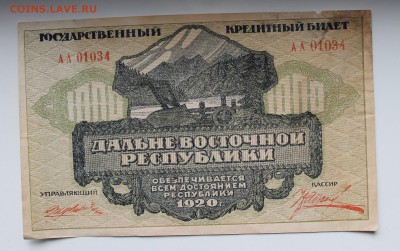 COINS.LAVE.RU
ГОСУДАРСТВЕННЫЙ КРЕДИТНЫЙ БИЛЕТ
АА 01034 АА 01034
ДАЛЬНЕ-ВОСТОЧНОЙ
РЕСПУБЛИКИ
ОБЕЗПЕЧИВАЕТСЯ
ВСЕМ ДОСТОЯНИЕМ
РЕСПУБЛИКИ
1920
УПРАВЛЯЮЩИЙ КАССИР